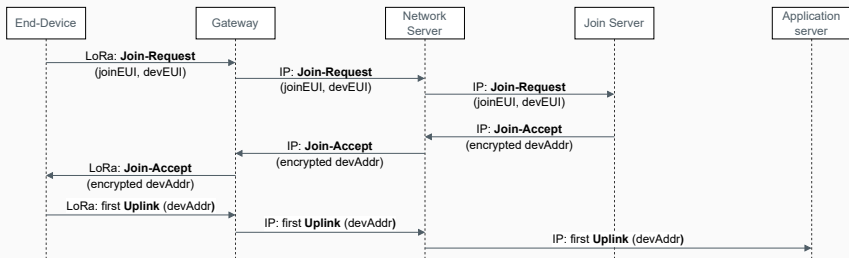 End-Device
Gateway
Network
Server
Join Server
Application
server
LoRa: Join-Request
(joinEUI, devEUI)
IP: Join-Request
(joinEUI, devEUI)
IP: Join-Request
(joinEUI, devEUI)
IP: Join-Accept
(encrypted devAddr)
IP: Join-Accept
(encrypted devAddr)
LoRa: Join-Accept
(encrypted devAddr)
LoRa: first Uplink (devAddr)
IP: first Uplink (devAddr)
IP: first Uplink (devAddr)